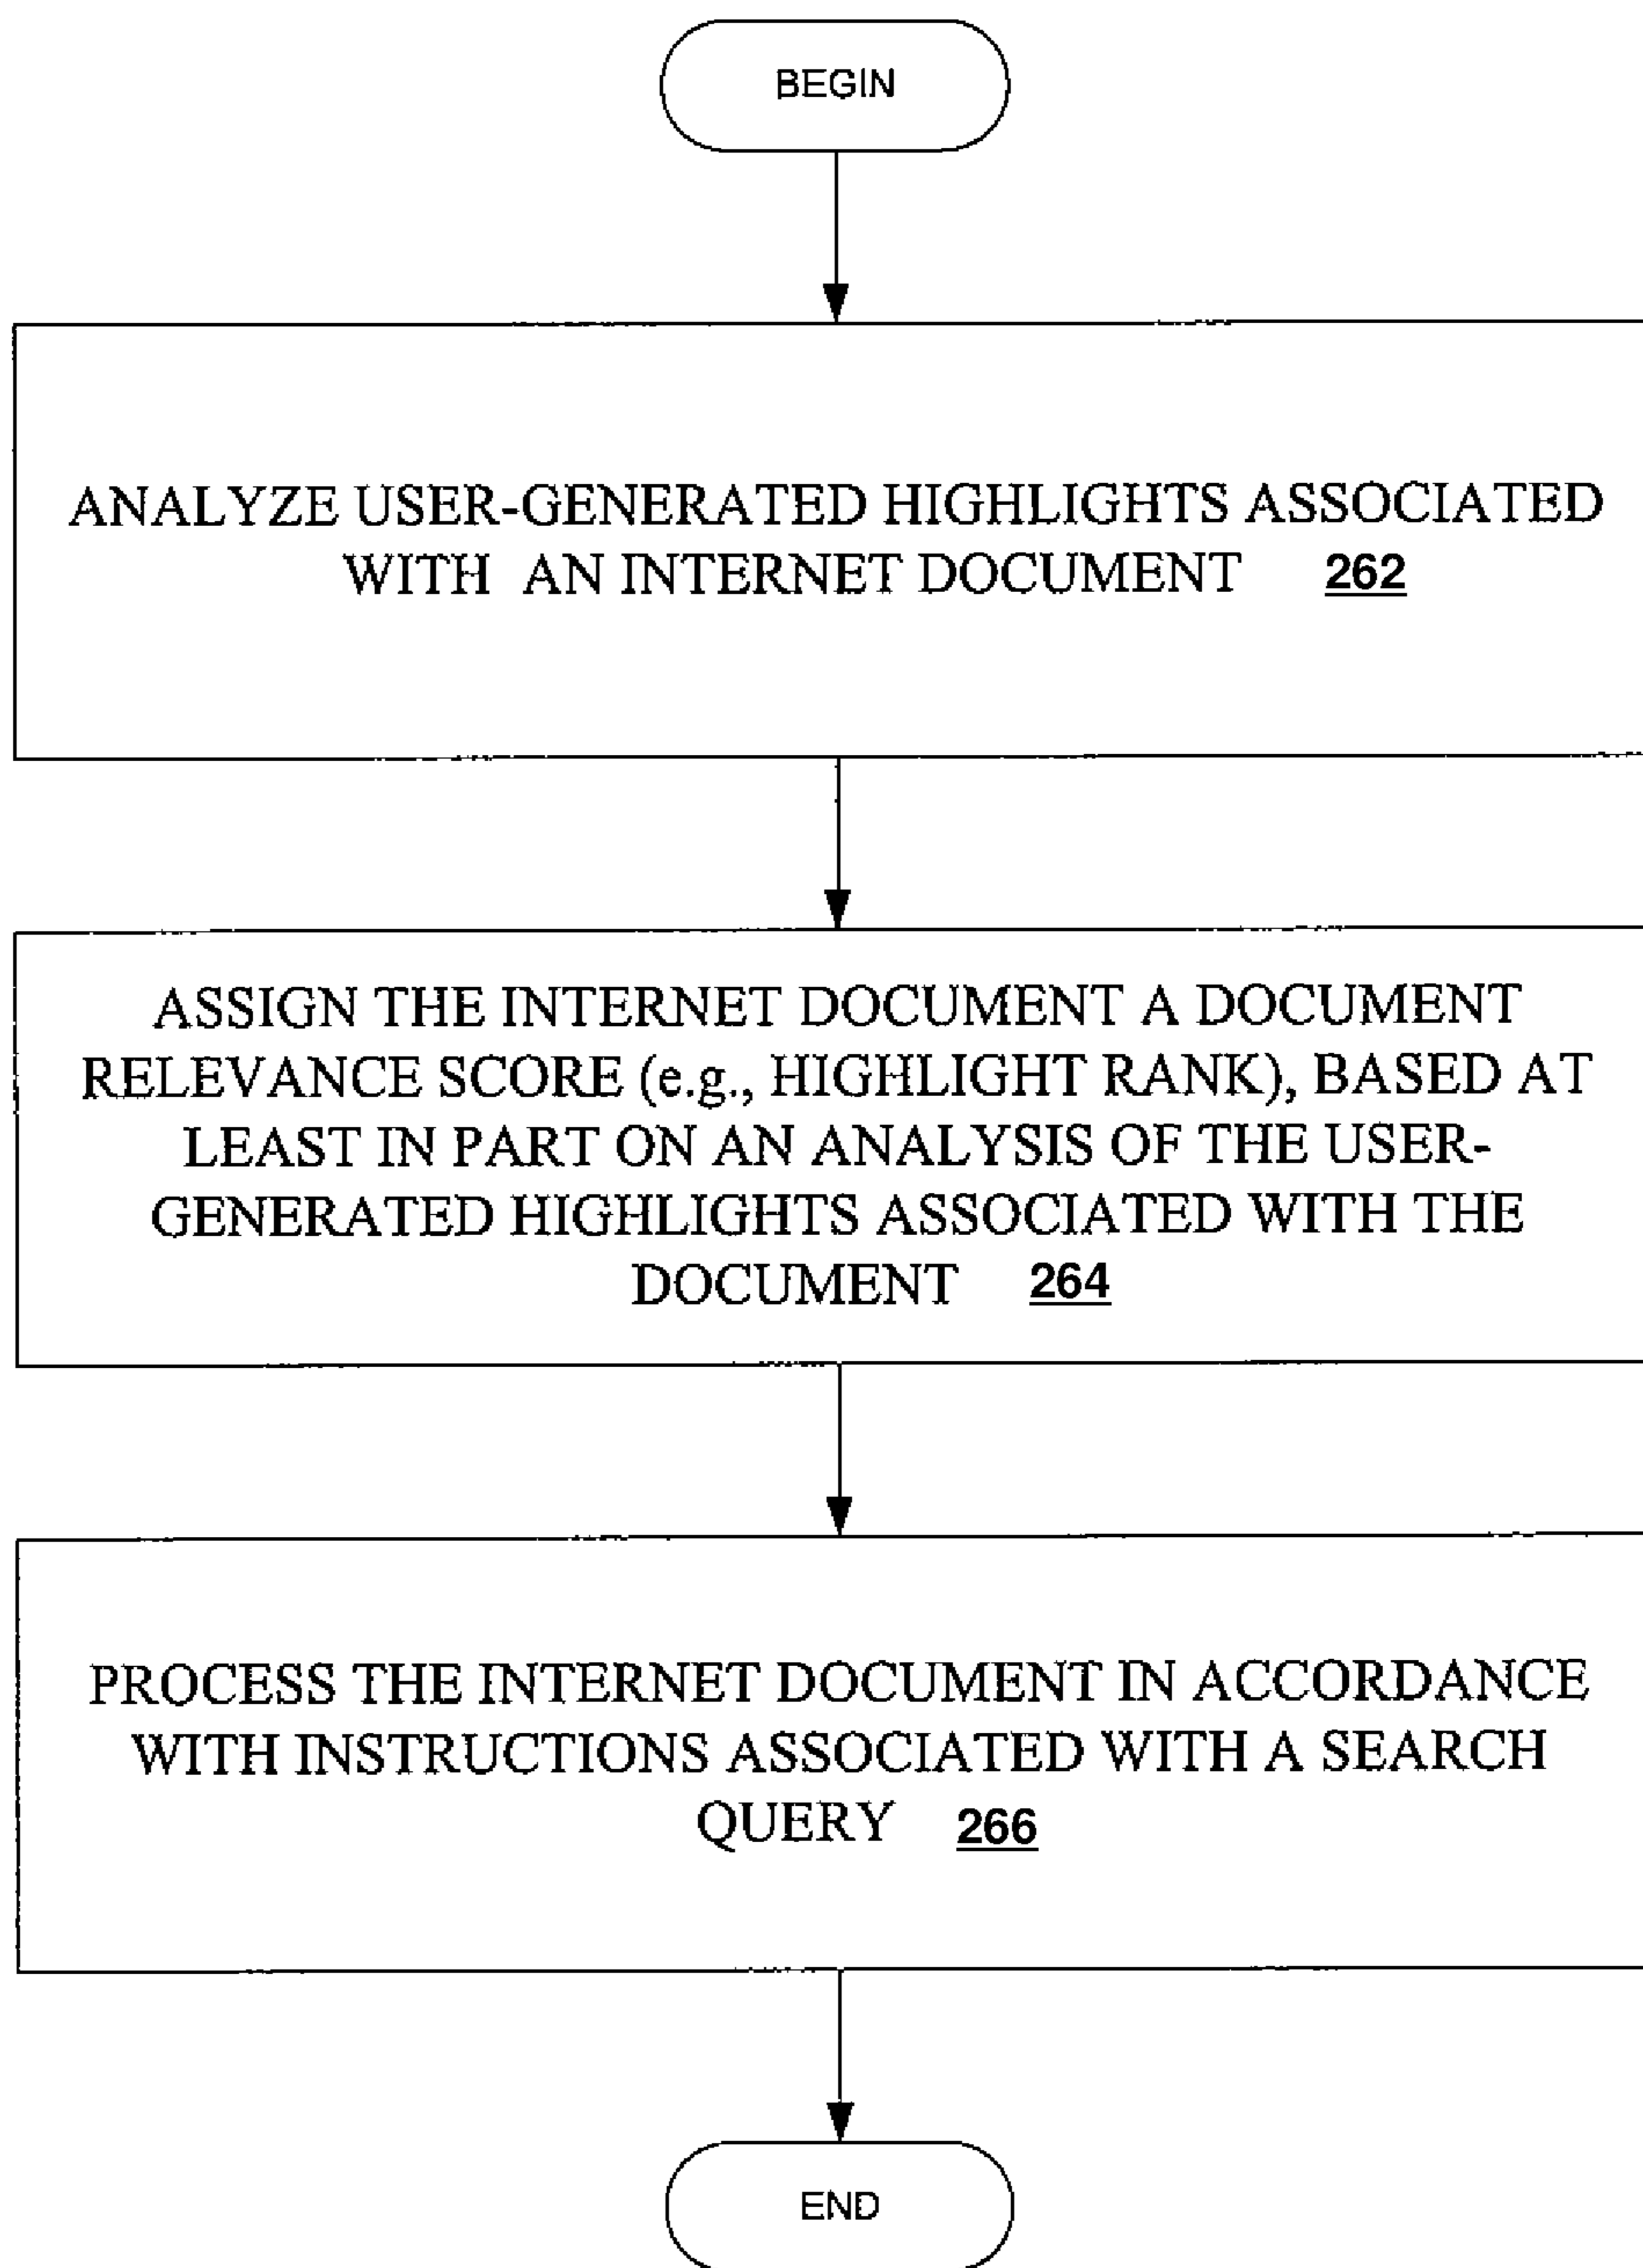 BEGIN
ANALYZE USER-GENERATED HIGHLIGHTS ASSOCIATED
WITH AN INTERNET DOCUMENT 262
ASSIGN THE INTERNET DOCUMENT A DOCUMENT
RELEVANCE SCORE (e.g., HIGHLIGHT RANK), BASED AT
LEAST IN PART ON AN ANALYSIS OF THE USER-
GENERATED HIGHLIGHTS ASSOCIATED WITH THE
DOCUMENT 264
PROCESS THE INTERNET DOCUMENT IN ACCORDANCE
WITH INSTRUCTIONS ASSOCIATED WITH A SEARCH
QUERY 266
END